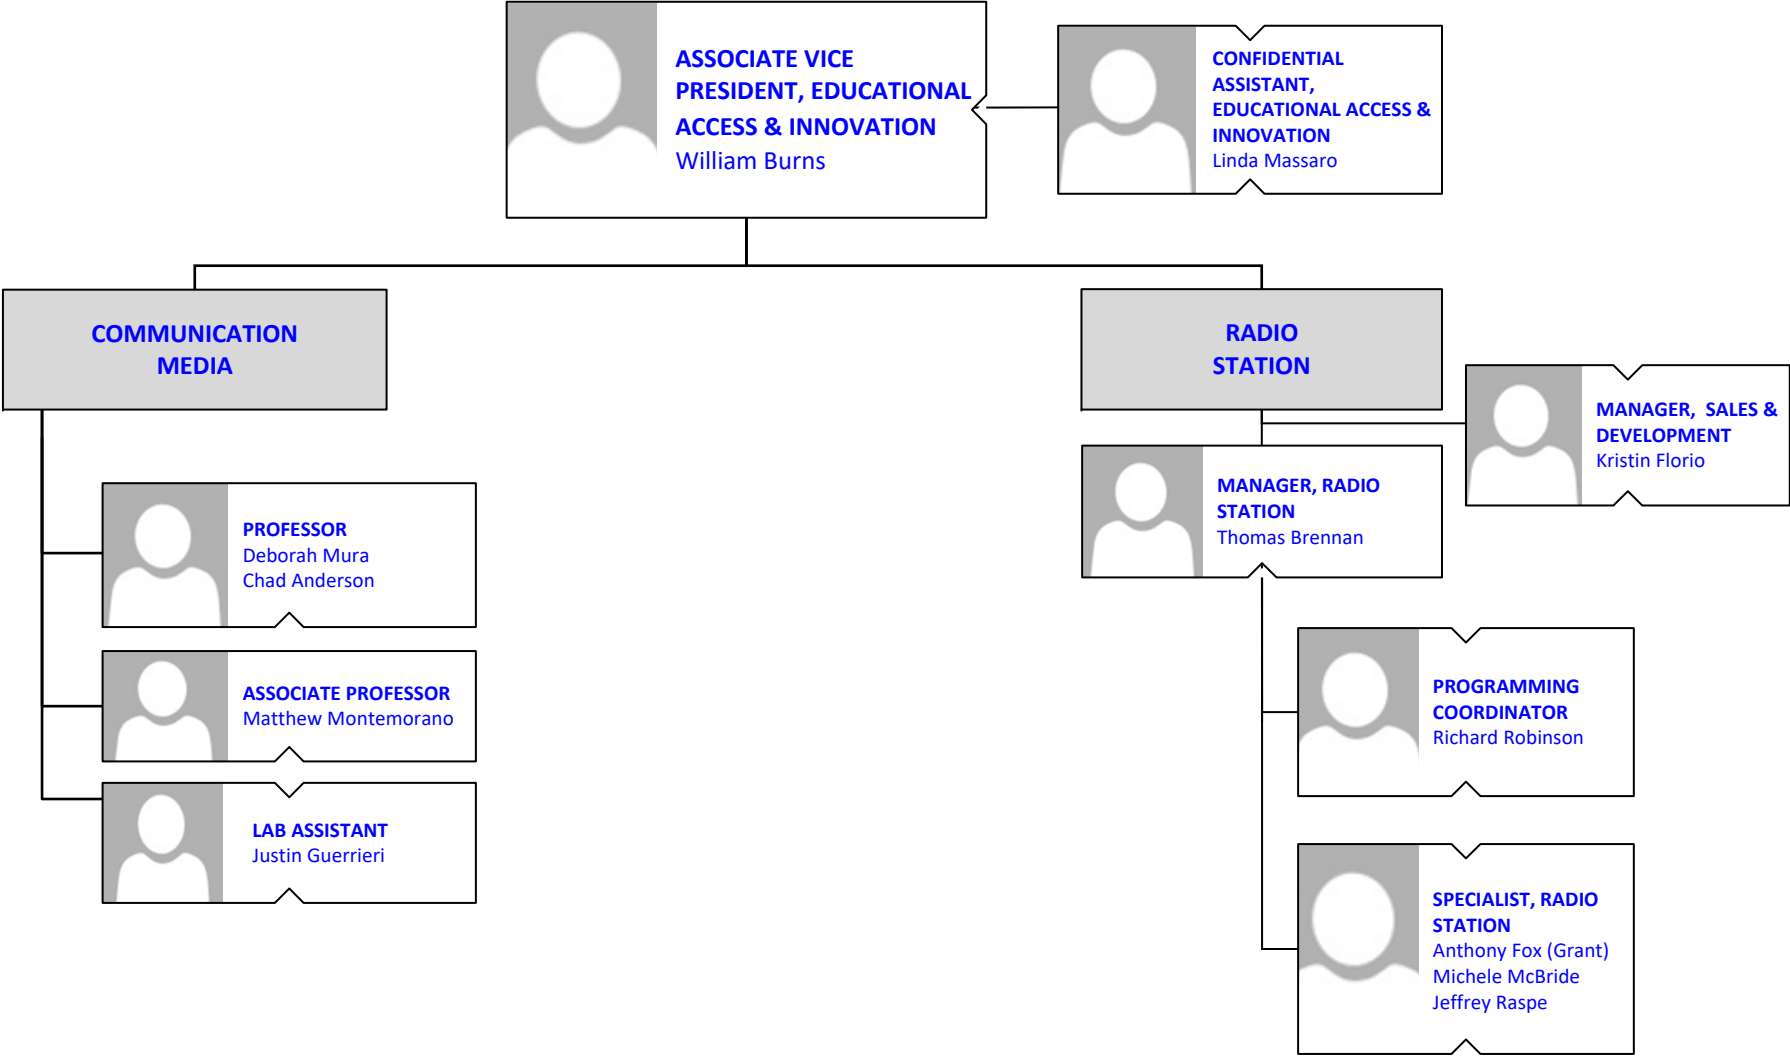 ASSOCIATE VICE
PRESIDENT, EDUCATIONAL
ACCESS & INNOVATION
William Burns
CONFIDENTIAL
ASSISTANT,
EDUCATIONAL ACCESS &
INNOVATION
Linda Massaro
COMMUNICATION
MEDIA
RADIO
STATION
MANAGER,  SALES &
DEVELOPMENT
Kristin Florio
MANAGER, RADIO
STATION
Thomas Brennan
PROFESSOR
Deborah Mura
Chad Anderson
ASSOCIATE PROFESSOR
Matthew Montemorano
LAB ASSISTANT
Justin Guerrieri
PROGRAMMING
COORDINATOR
Richard Robinson
SPECIALIST, RADIO
STATION
Anthony Fox (Grant)
Michele McBride
Jeffrey Raspe